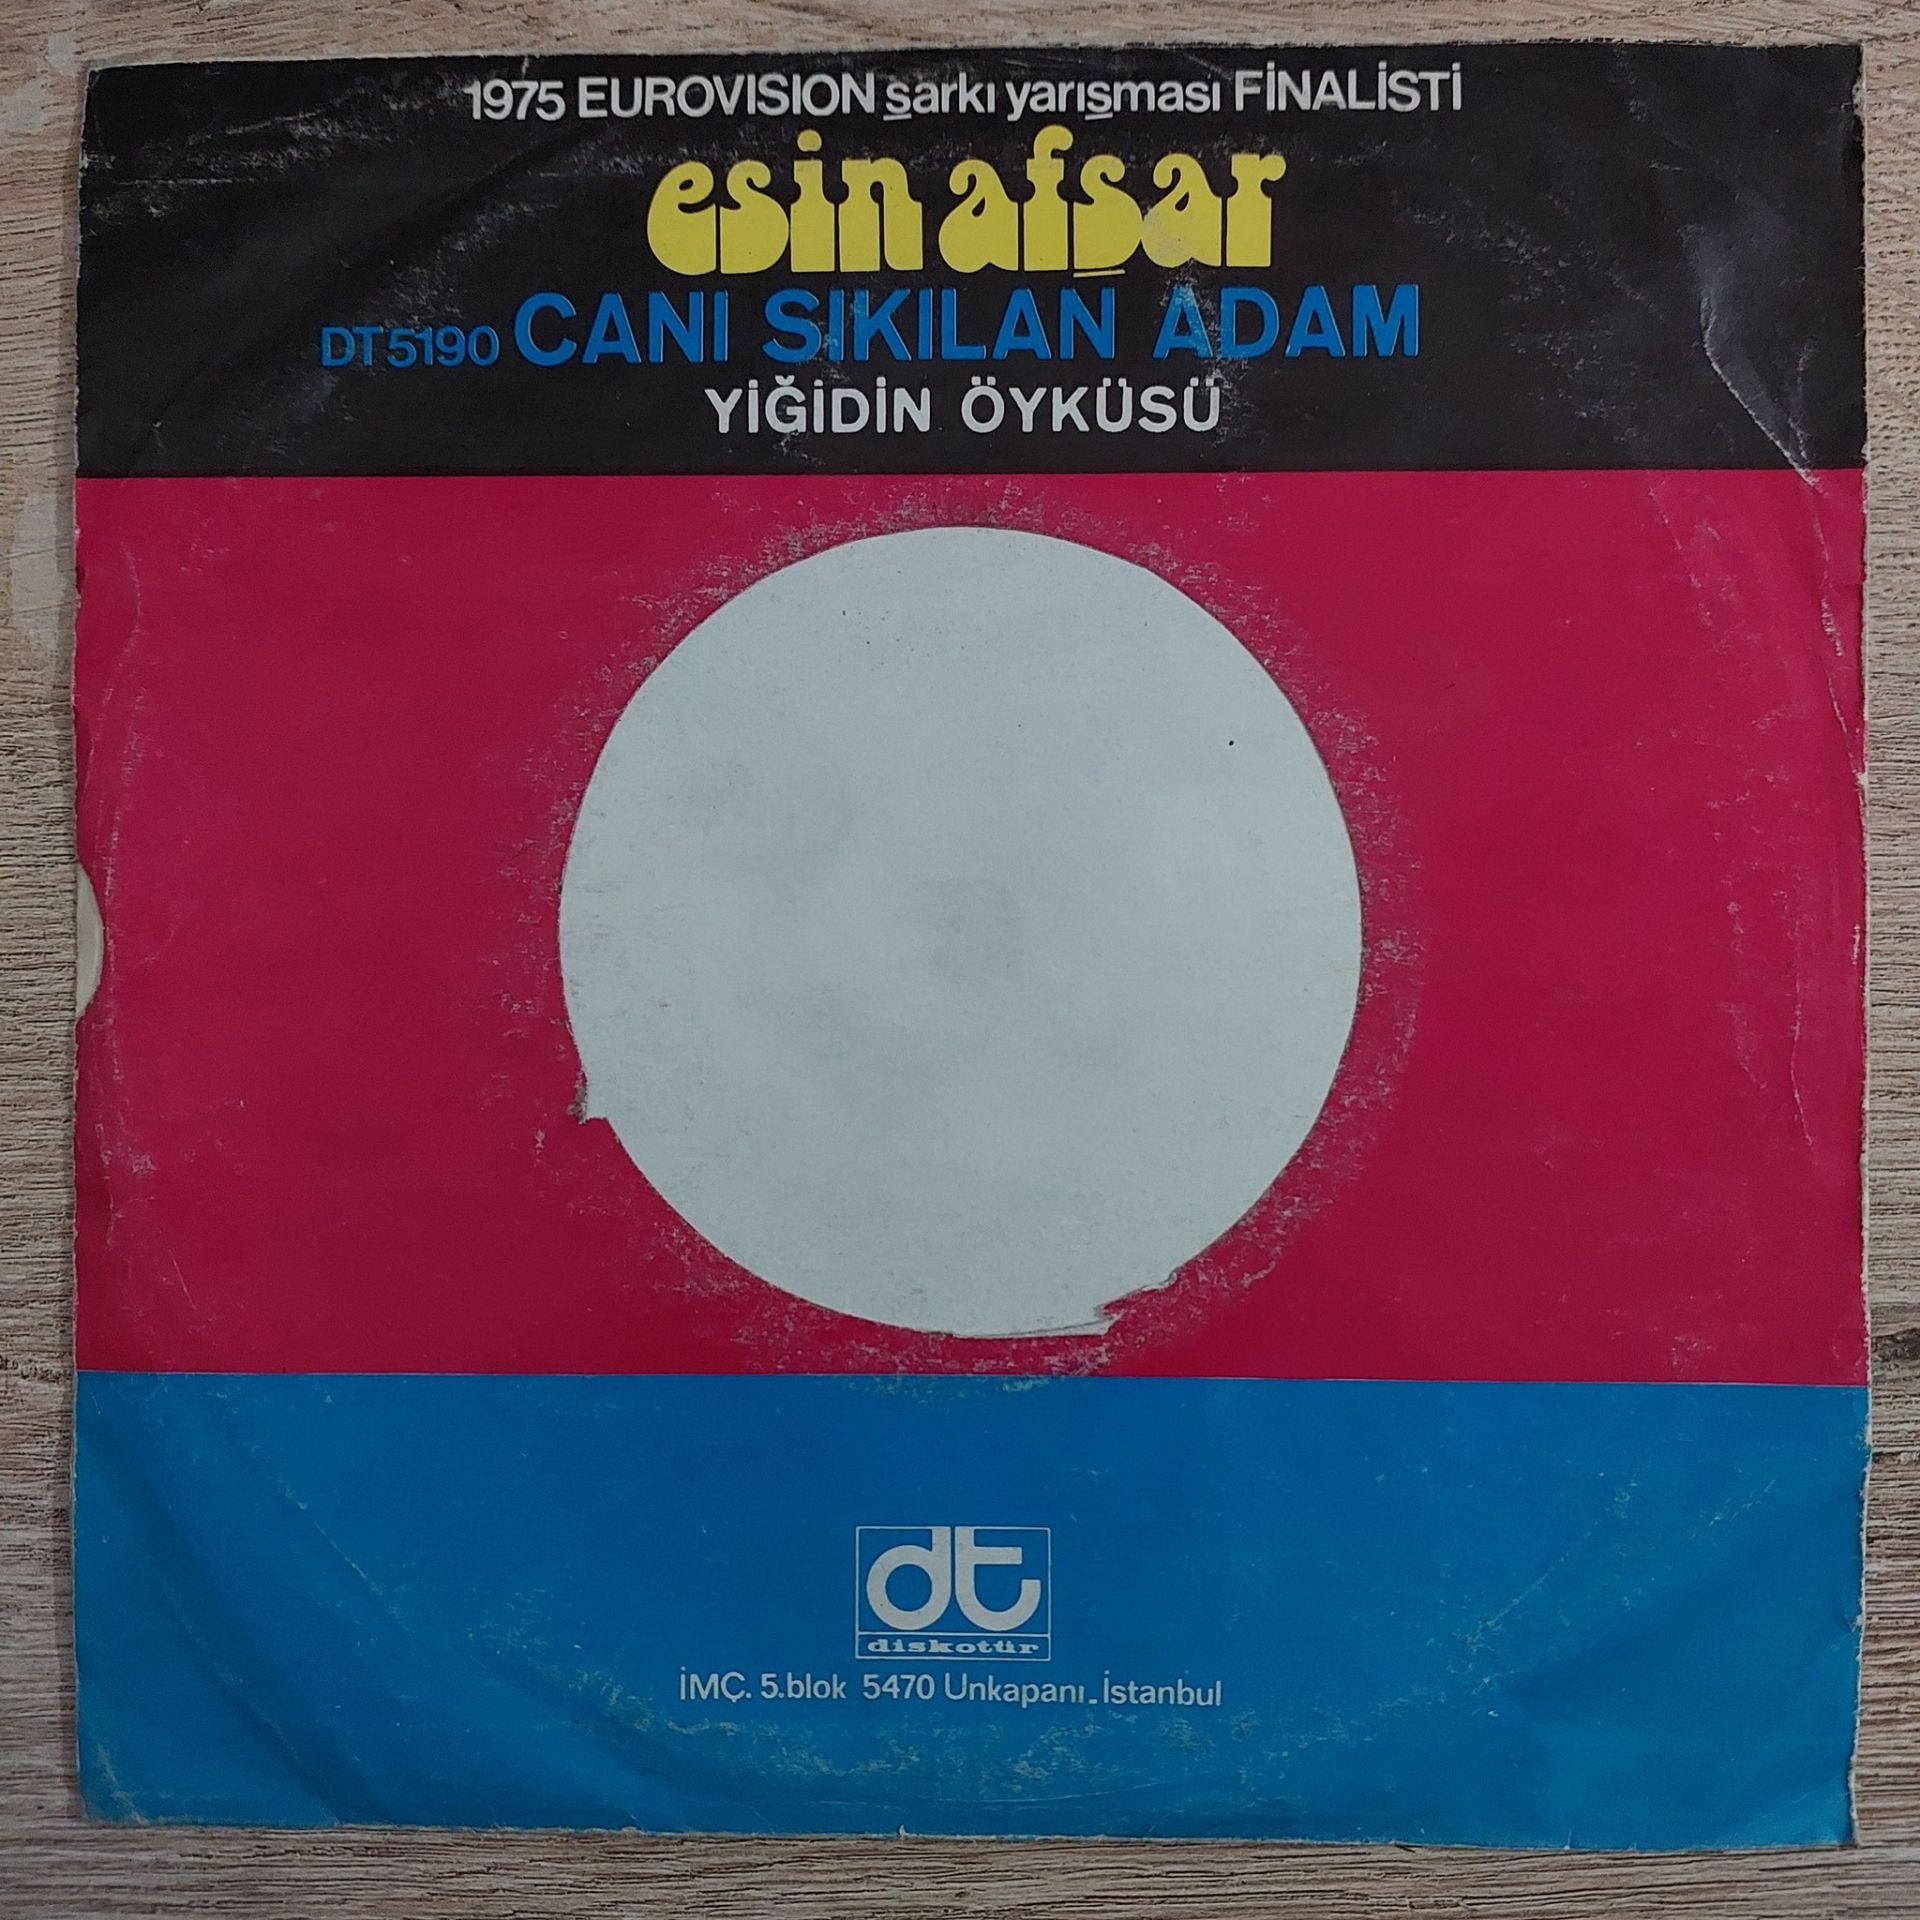 1975 EUROVISION şarkı yarışması FİNALİSTİ
esin afşar
DT 5190 CANI SIKILAN ADAM
YİĞİDİN ÖYKÜSÜ
dt
diskotür
İMÇ. 5.blok 5470 Unkapanı_İstanbul